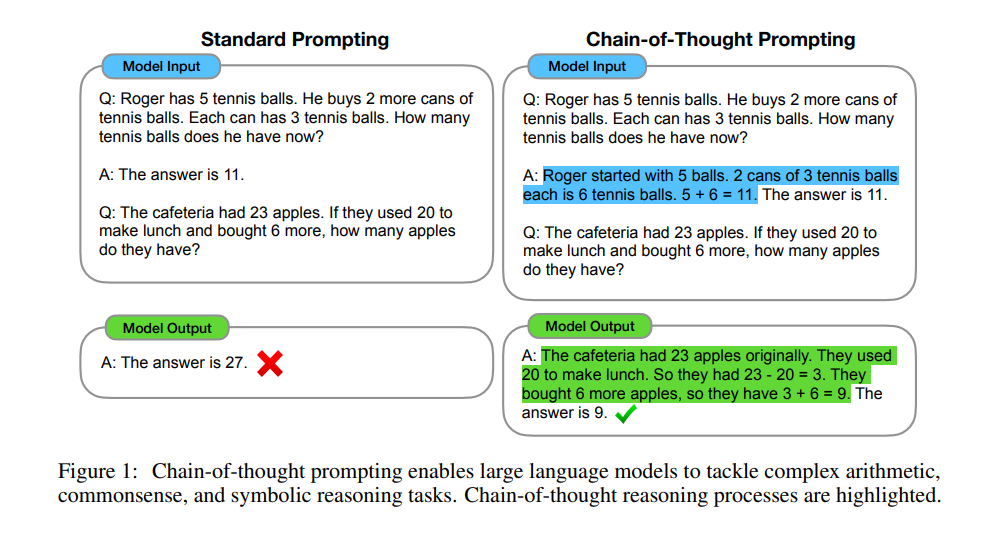 Standard Prompting
Model Input
Q: Roger has 5 tennis balls. He buys 2 more cans of
tennis balls. Each can has 3 tennis balls. How many
tennis balls does he have now?
A: The answer is 11.
Q: The cafeteria had 23 apples. If they used 20 to
make lunch and bought 6 more, how many apples
do they have?
Model Output
A: The answer is 27.
Chain-of-Thought Prompting
Model Input
Q: Roger has 5 tennis balls. He buys 2 more cans of
tennis balls. Each can has 3 tennis balls. How many
tennis balls does he have now?
A: Roger started with 5 balls. 2 cans of 3 tennis balls
each is 6 tennis balls. 5 + 6 = 11. The answer is 11.
Q: The cafeteria had 23 apples. If they used 20 to
make lunch and bought 6 more, how many apples
do they have?
Model Output
A: The cafeteria had 23 apples originally. They used
20 to make lunch. So they had 23 - 20 = 3. They
bought 6 more apples, so they have 3 + 6 = 9. The
answer is 9.
Figure 1: Chain-of-thought prompting enables large language models to tackle complex arithmetic,
commonsense, and symbolic reasoning tasks. Chain-of-thought reasoning processes are highlighted.